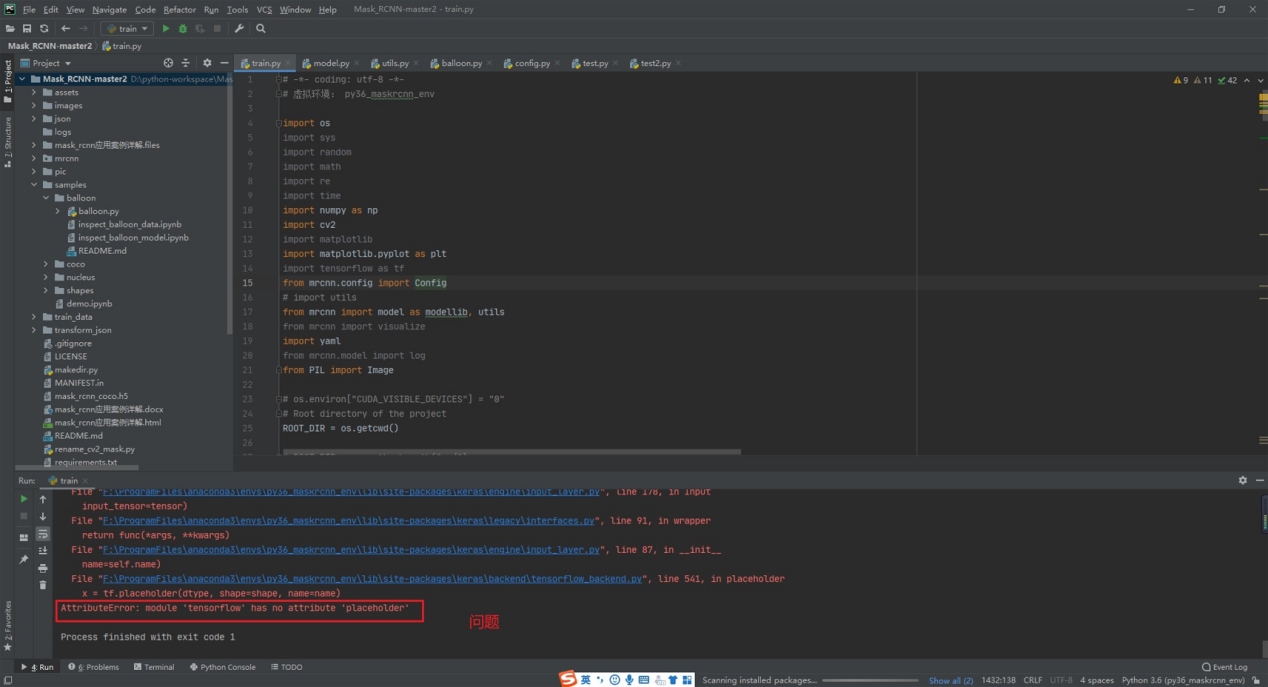 File Edit View Navigate Code Refactor Run Tools VCS Window Help Mask_RCNN-master2 - train.py
train
Mask_RCNN-master2 train.py
Project
train.py model.py utils.py balloon.py config.py test.py test2.py
1: Project
7: Structure
2: Favorites
Mask_RCNN-master2 D:\python-workspace\Mas
assets
images
json
logs
mask_rcnn应用案例详解.files
mrcnn
pic
samples
balloon
balloon.py
inspect_balloon_data.ipynb
inspect_balloon_model.ipynb
README.md
coco
nucleus
shapes
demo.ipynb
train_data
transform_json
.gitignore
LICENSE
makedir.py
MANIFEST.in
mask_rcnn_coco.h5
mask_rcnn应用案例详解.docx
mask_rcnn应用案例详解.html
README.md
rename_cv2_mask.py
requirements.txt
9 11 42
1 # -*- coding: utf-8 -*-
2 # 虚拟环境: py36_maskrcnn_env
3
4 import os
5 import sys
6 import random
7 import math
8 import re
9 import time
10 import numpy as np
11 import cv2
12 import matplotlib
13 import matplotlib.pyplot as plt
14 import tensorflow as tf
15 from mrcnn.config import Config
16 # import utils
17 from mrcnn import model as modellib, utils
18 from mrcnn import visualize
19 import yaml
20 from mrcnn.model import log
21 from PIL import Image
22
23 # os.environ["CUDA_VISIBLE_DEVICES"] = "0"
24 # Root directory of the project
25 ROOT_DIR = os.getcwd()
26
Run: train
File "F:\ProgramFiles\anaconda3\envs\py36_maskrcnn_env\lib\site-packages\keras\engine\input_layer.py", line 178, in Input
input_tensor=tensor)
File "F:\ProgramFiles\anaconda3\envs\py36_maskrcnn_env\lib\site-packages\keras\legacy\interfaces.py", line 91, in wrapper
return func(*args, **kwargs)
File "F:\ProgramFiles\anaconda3\envs\py36_maskrcnn_env\lib\site-packages\keras\engine\input_layer.py", line 87, in __init__
name=self.name)
File "F:\ProgramFiles\anaconda3\envs\py36_maskrcnn_env\lib\site-packages\keras\backend\tensorflow_backend.py", line 541, in placeholder
x = tf.placeholder(dtype, shape=shape, name=name)
AttributeError: module 'tensorflow' has no attribute 'placeholder'
问题
Process finished with exit code 1
4: Run 6: Problems Terminal Python Console TODO Event Log
英 Scanning installed packages... Show all (2) 1432:138 CRLF UTF-8 4 spaces Python 3.6 (py36_maskrcnn_env)